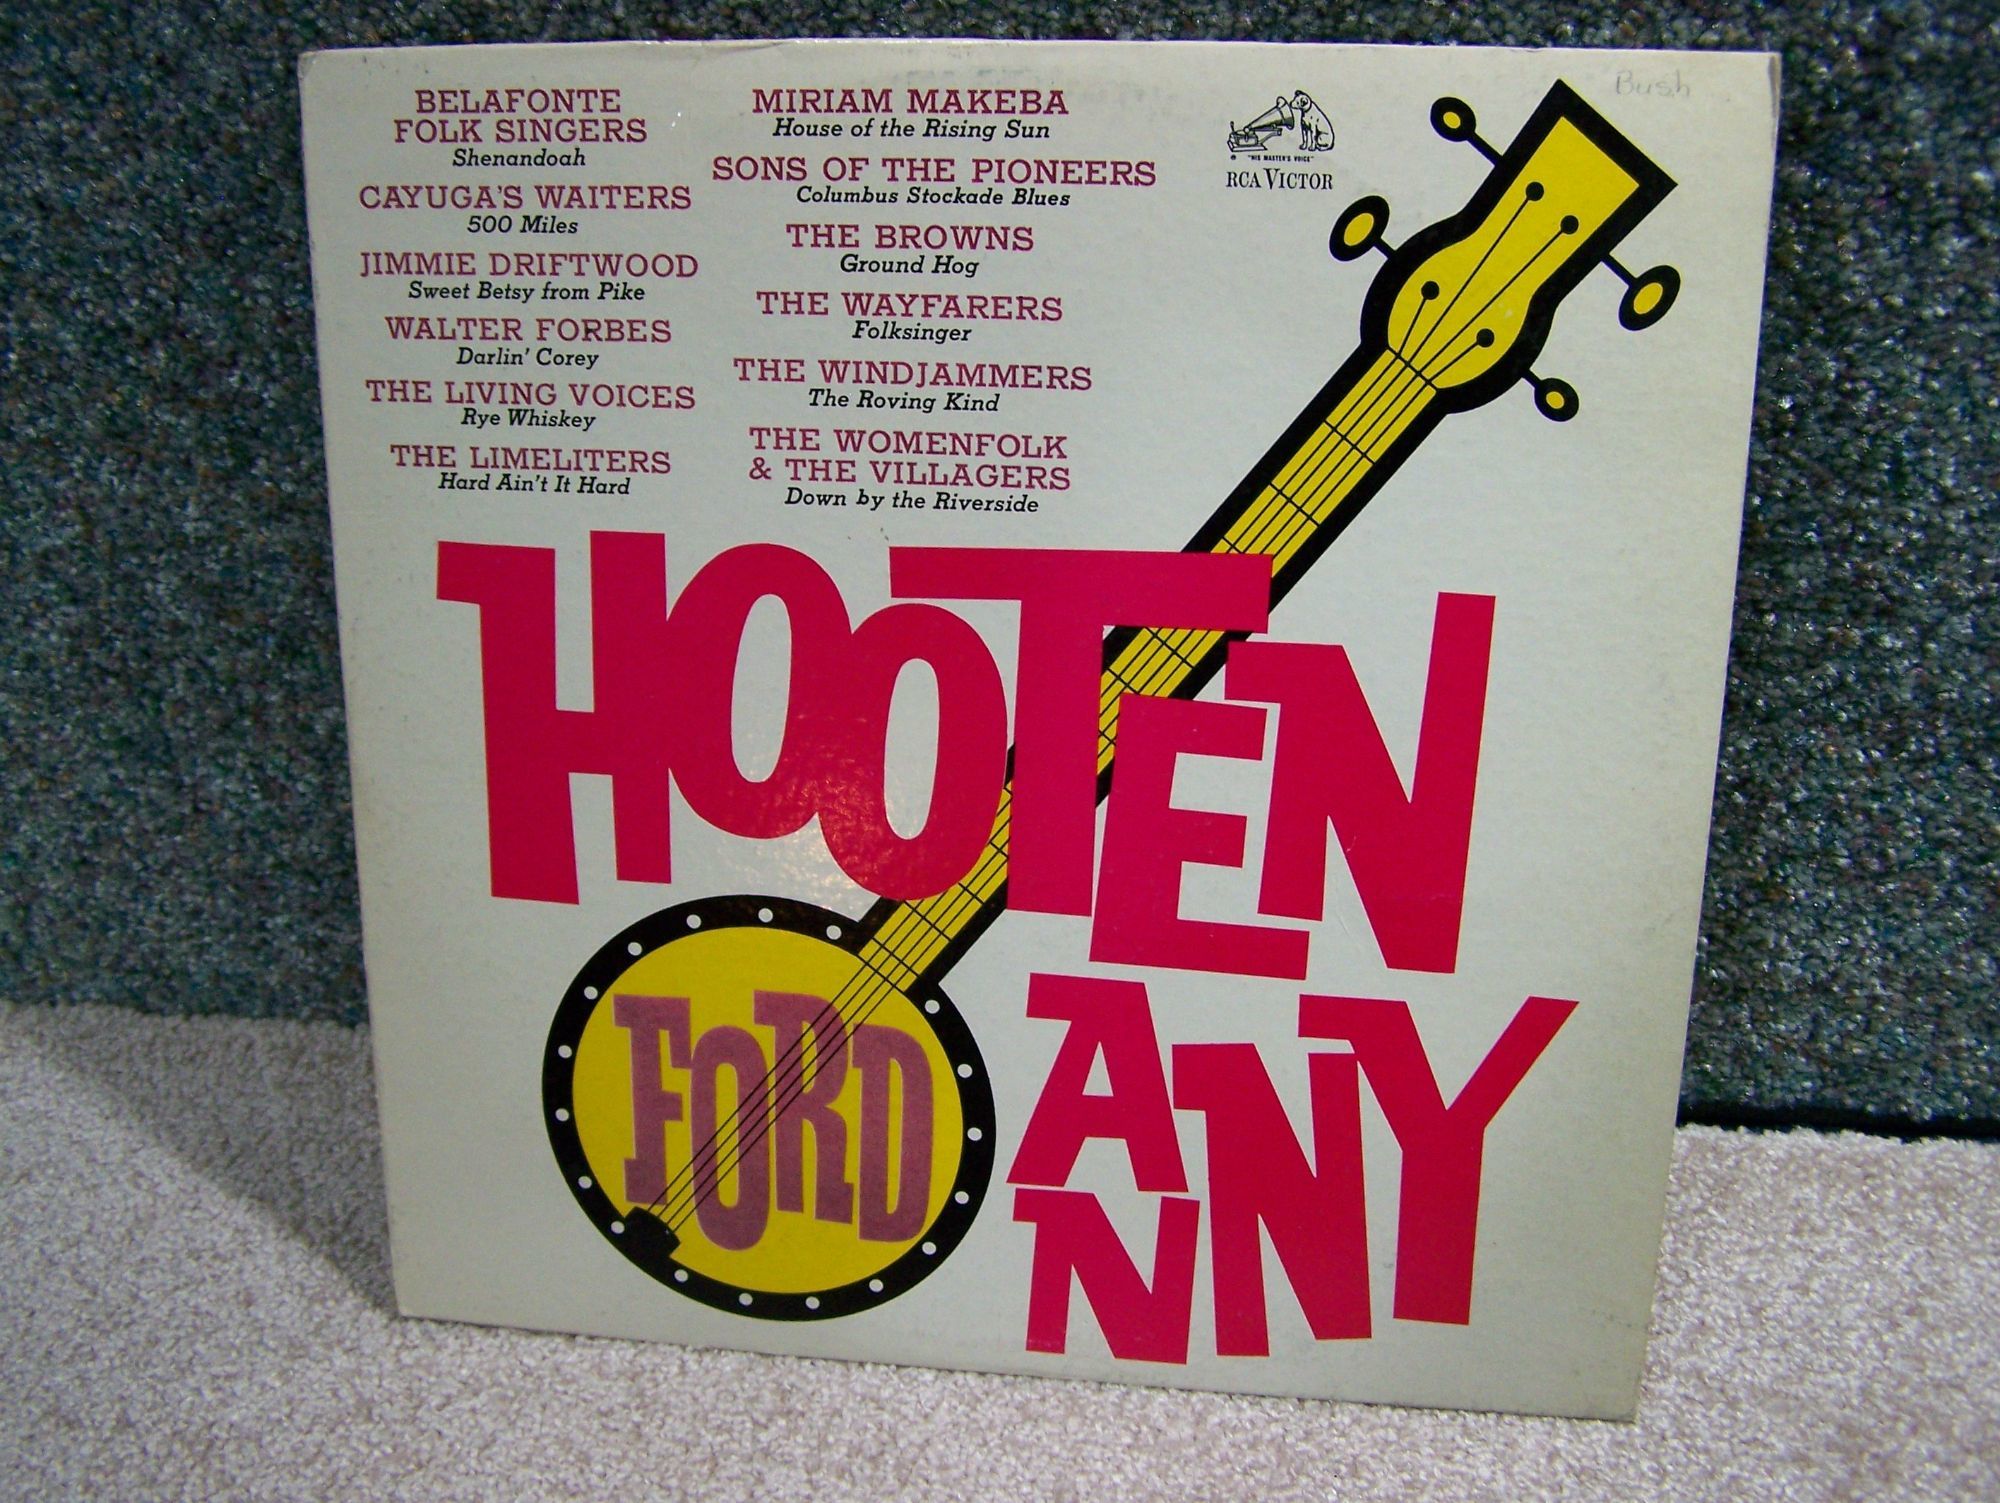 BELAFONTE
FOLK SINGERS
Shenandoah
CAYUGA'S WAITERS
500 Miles
JIMMIE DRIFTWOOD
Sweet Betsy from Pike
WALTER FORBES
Darlin' Corey
THE LIVING VOICES
Rye Whiskey
THE LIMELITERS
Hard Ain't It Hard
MIRIAM MAKEBA
House of the Rising Sun
SONS OF THE PIONEERS
Columbus Stockade Blues
THE BROWNS
Ground Hog
THE WAYFARERS
Folksinger
THE WINDJAMMERS
The Roving Kind
THE WOMENFOLK
& THE VILLAGERS
Down by the Riverside
® "HIS MASTER'S VOICE"
RCA VICTOR
Bush
HOOTEN
ANNNY
FORD